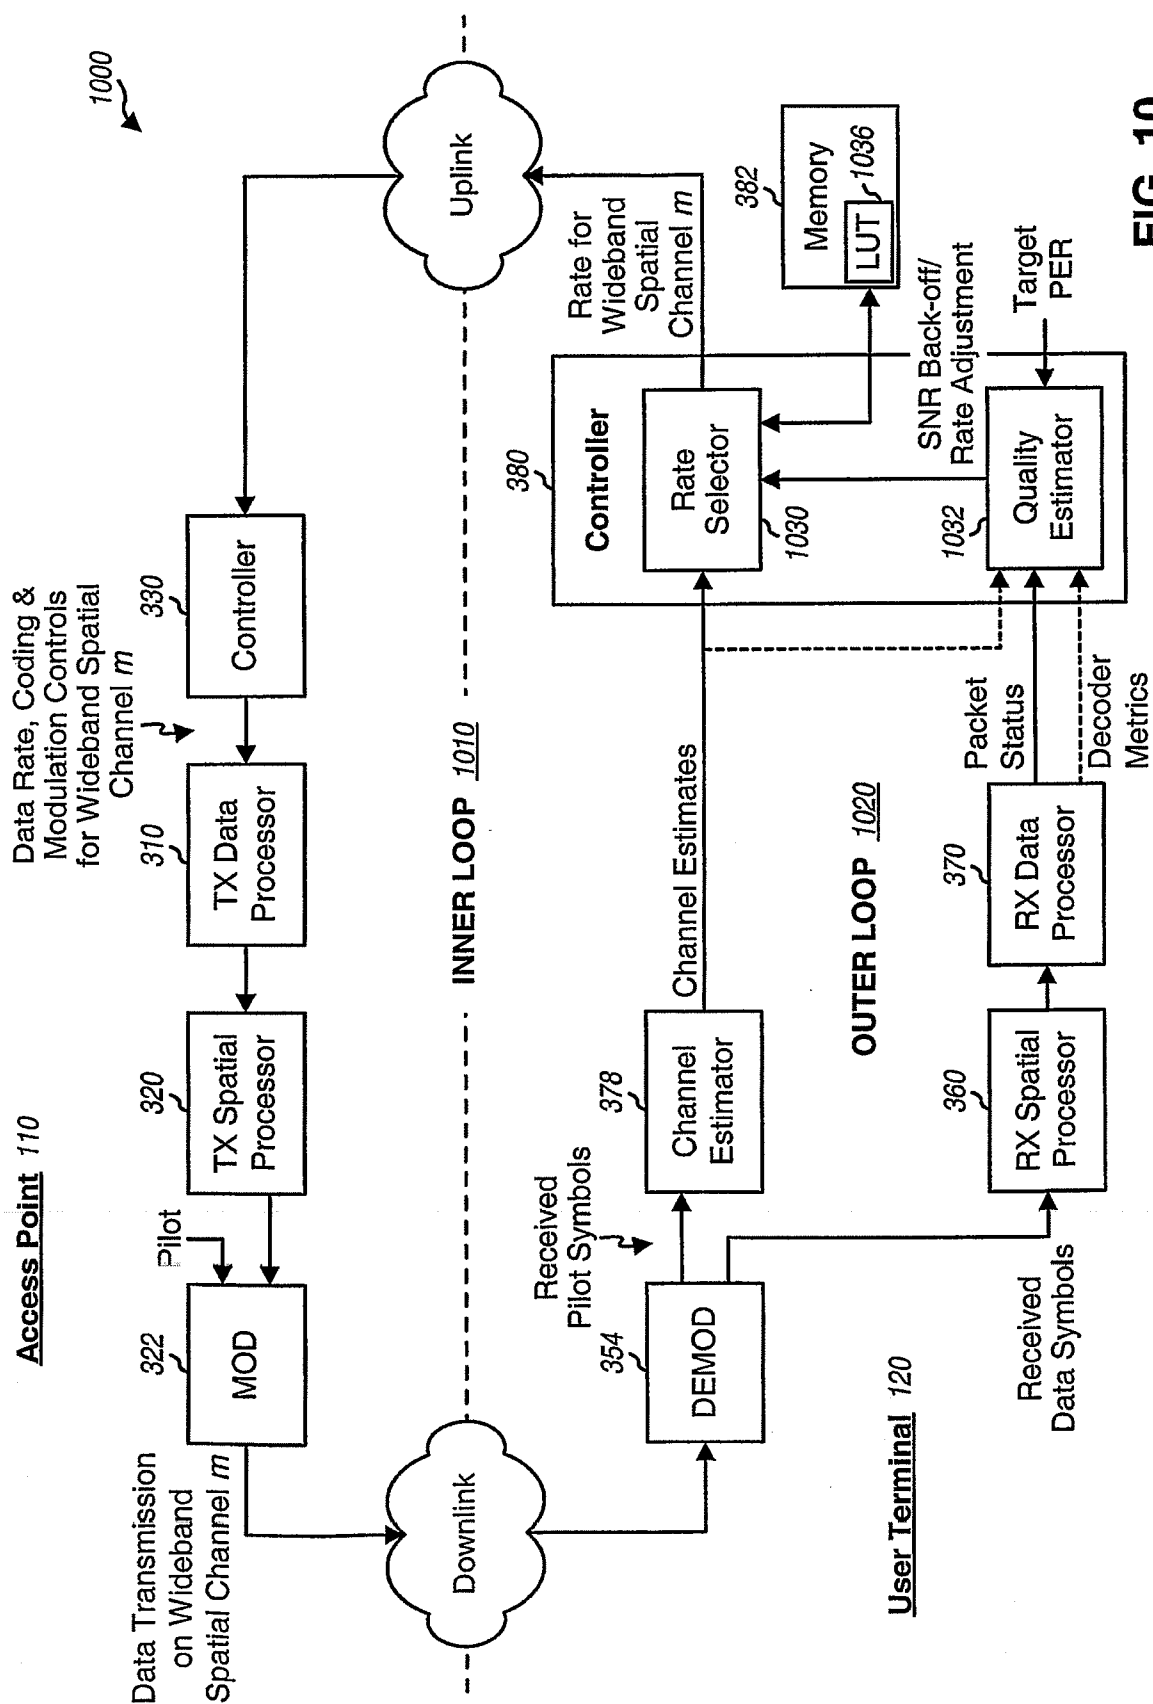 1000
Access Point 110
Data Transmission
on Wideband
Spatial Channel m
322
MOD
Pilot
320
TX Spatial
Processor
310
TX Data
Processor
Data Rate, Coding &
Modulation Controls
for Wideband Spatial
Channel m
330
Controller
Downlink
INNER LOOP 1010
Uplink
Rate for
Wideband
Spatial
Channel m
354
DEMOD
Received
Pilot Symbols
378
Channel
Estimator
Channel Estimates
380
Controller
Rate
Selector
1030
382
Memory
LUT
1036
SNR Back-off/
Rate Adjustment
OUTER LOOP 1020
User Terminal 120
Received
Data Symbols
360
RX Spatial
Processor
370
RX Data
Processor
Packet
Status
Decoder
Metrics
1032
Quality
Estimator
Target
PER
FIG. 10